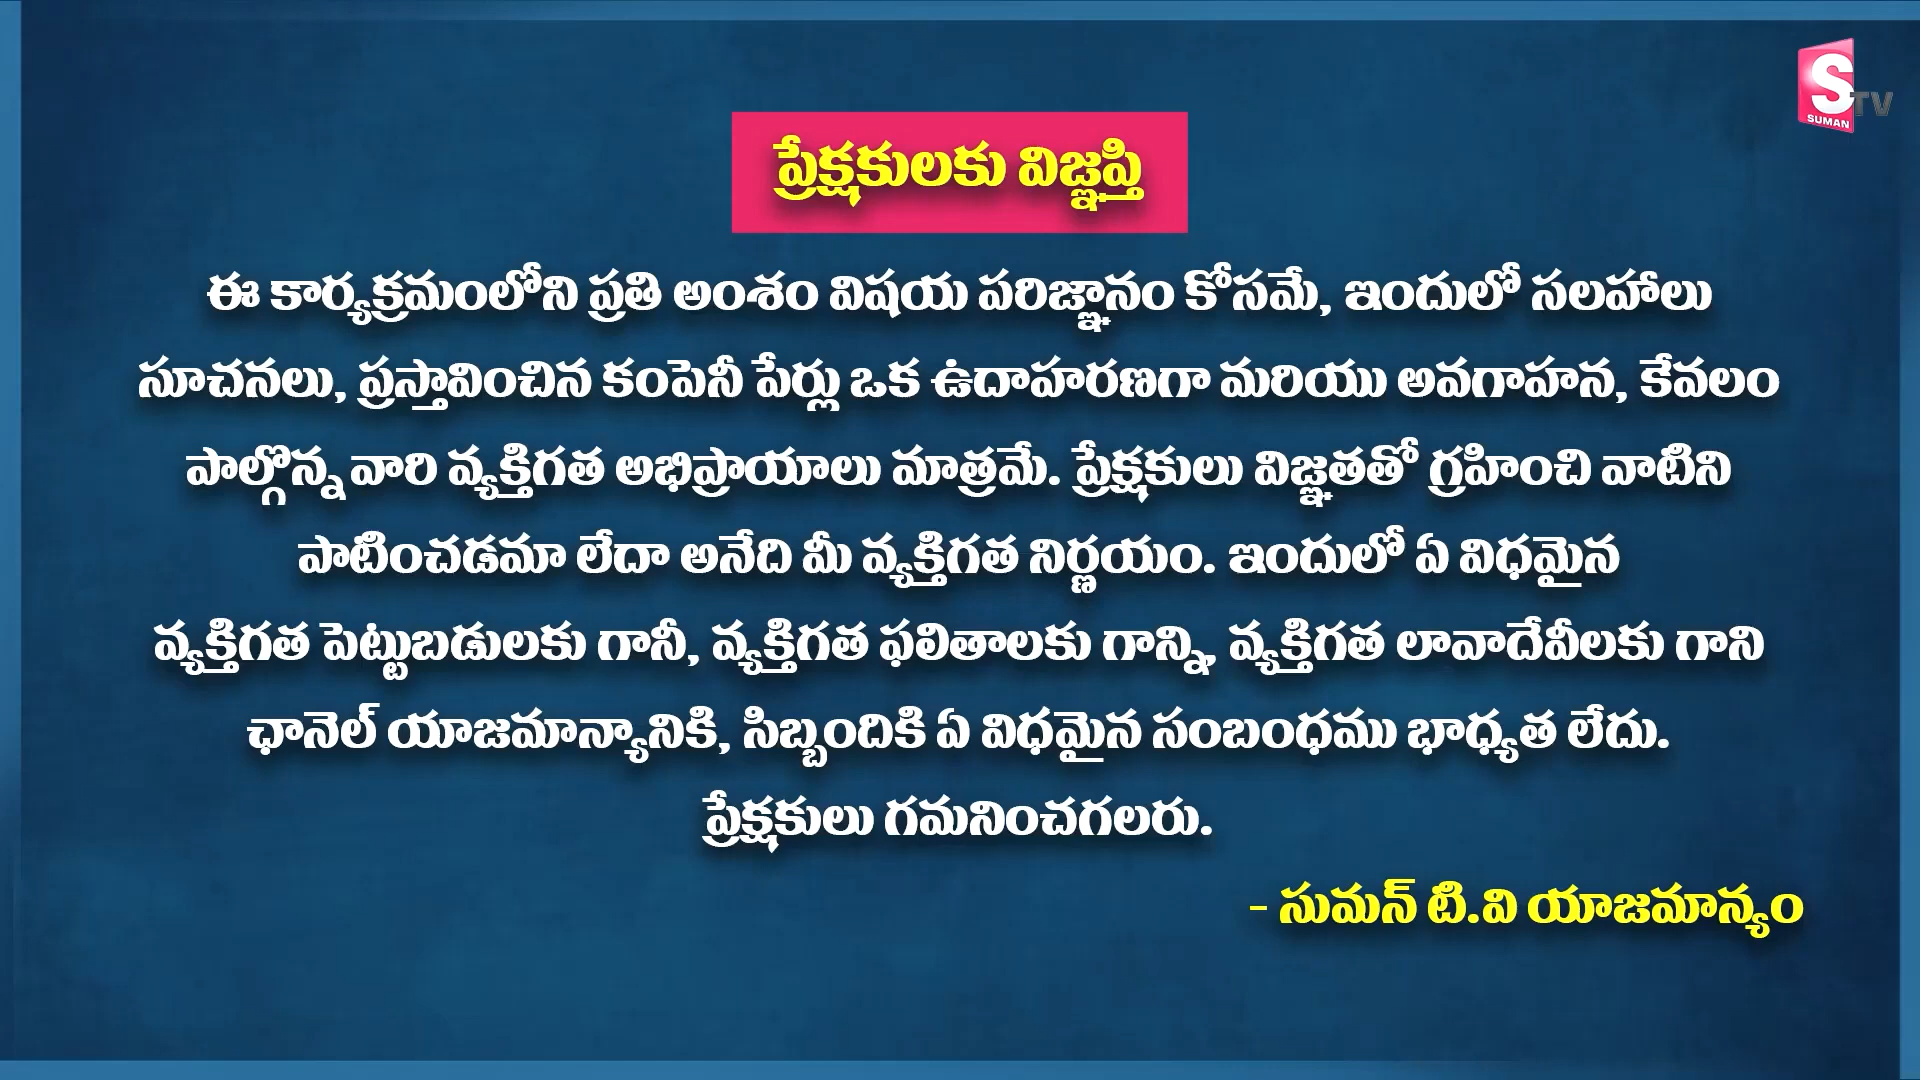 S
TV
SUMAN
ప్రేక్షకులకు విజ్ఞప్తి
ఈ కార్యక్రమంలోని ప్రతి అంశం విషయ పరిజ్ఞానం కోసమే, ఇందులో సలహాలు
సూచనలు, ప్రస్తావించిన కంపెనీ పేర్లు ఒక ఉదాహరణగా మరియు అవగాహన, కేవలం
పాల్గొన్న వారి వ్యక్తిగత అభిప్రాయాలు మాత్రమే. ప్రేక్షకులు విజ్ఞతతో గ్రహించి వాటిని
పాటించడమా లేదా అనేది మీ వ్యక్తిగత నిర్ణయం. ఇందులో ఏ విధమైన
వ్యక్తిగత పెట్టుబడులకు గానీ, వ్యక్తిగత ఫలితాలకు గాన్ని, వ్యక్తిగత లావాదేవీలకు గాని
ఛానెల్ యాజమాన్యానికి, సిబ్బందికి ఏ విధమైన సంబంధము భాధ్యత లేదు.
ప్రేక్షకులు గమనించగలరు.
- సుమన్ టి.వి యాజమాన్యం